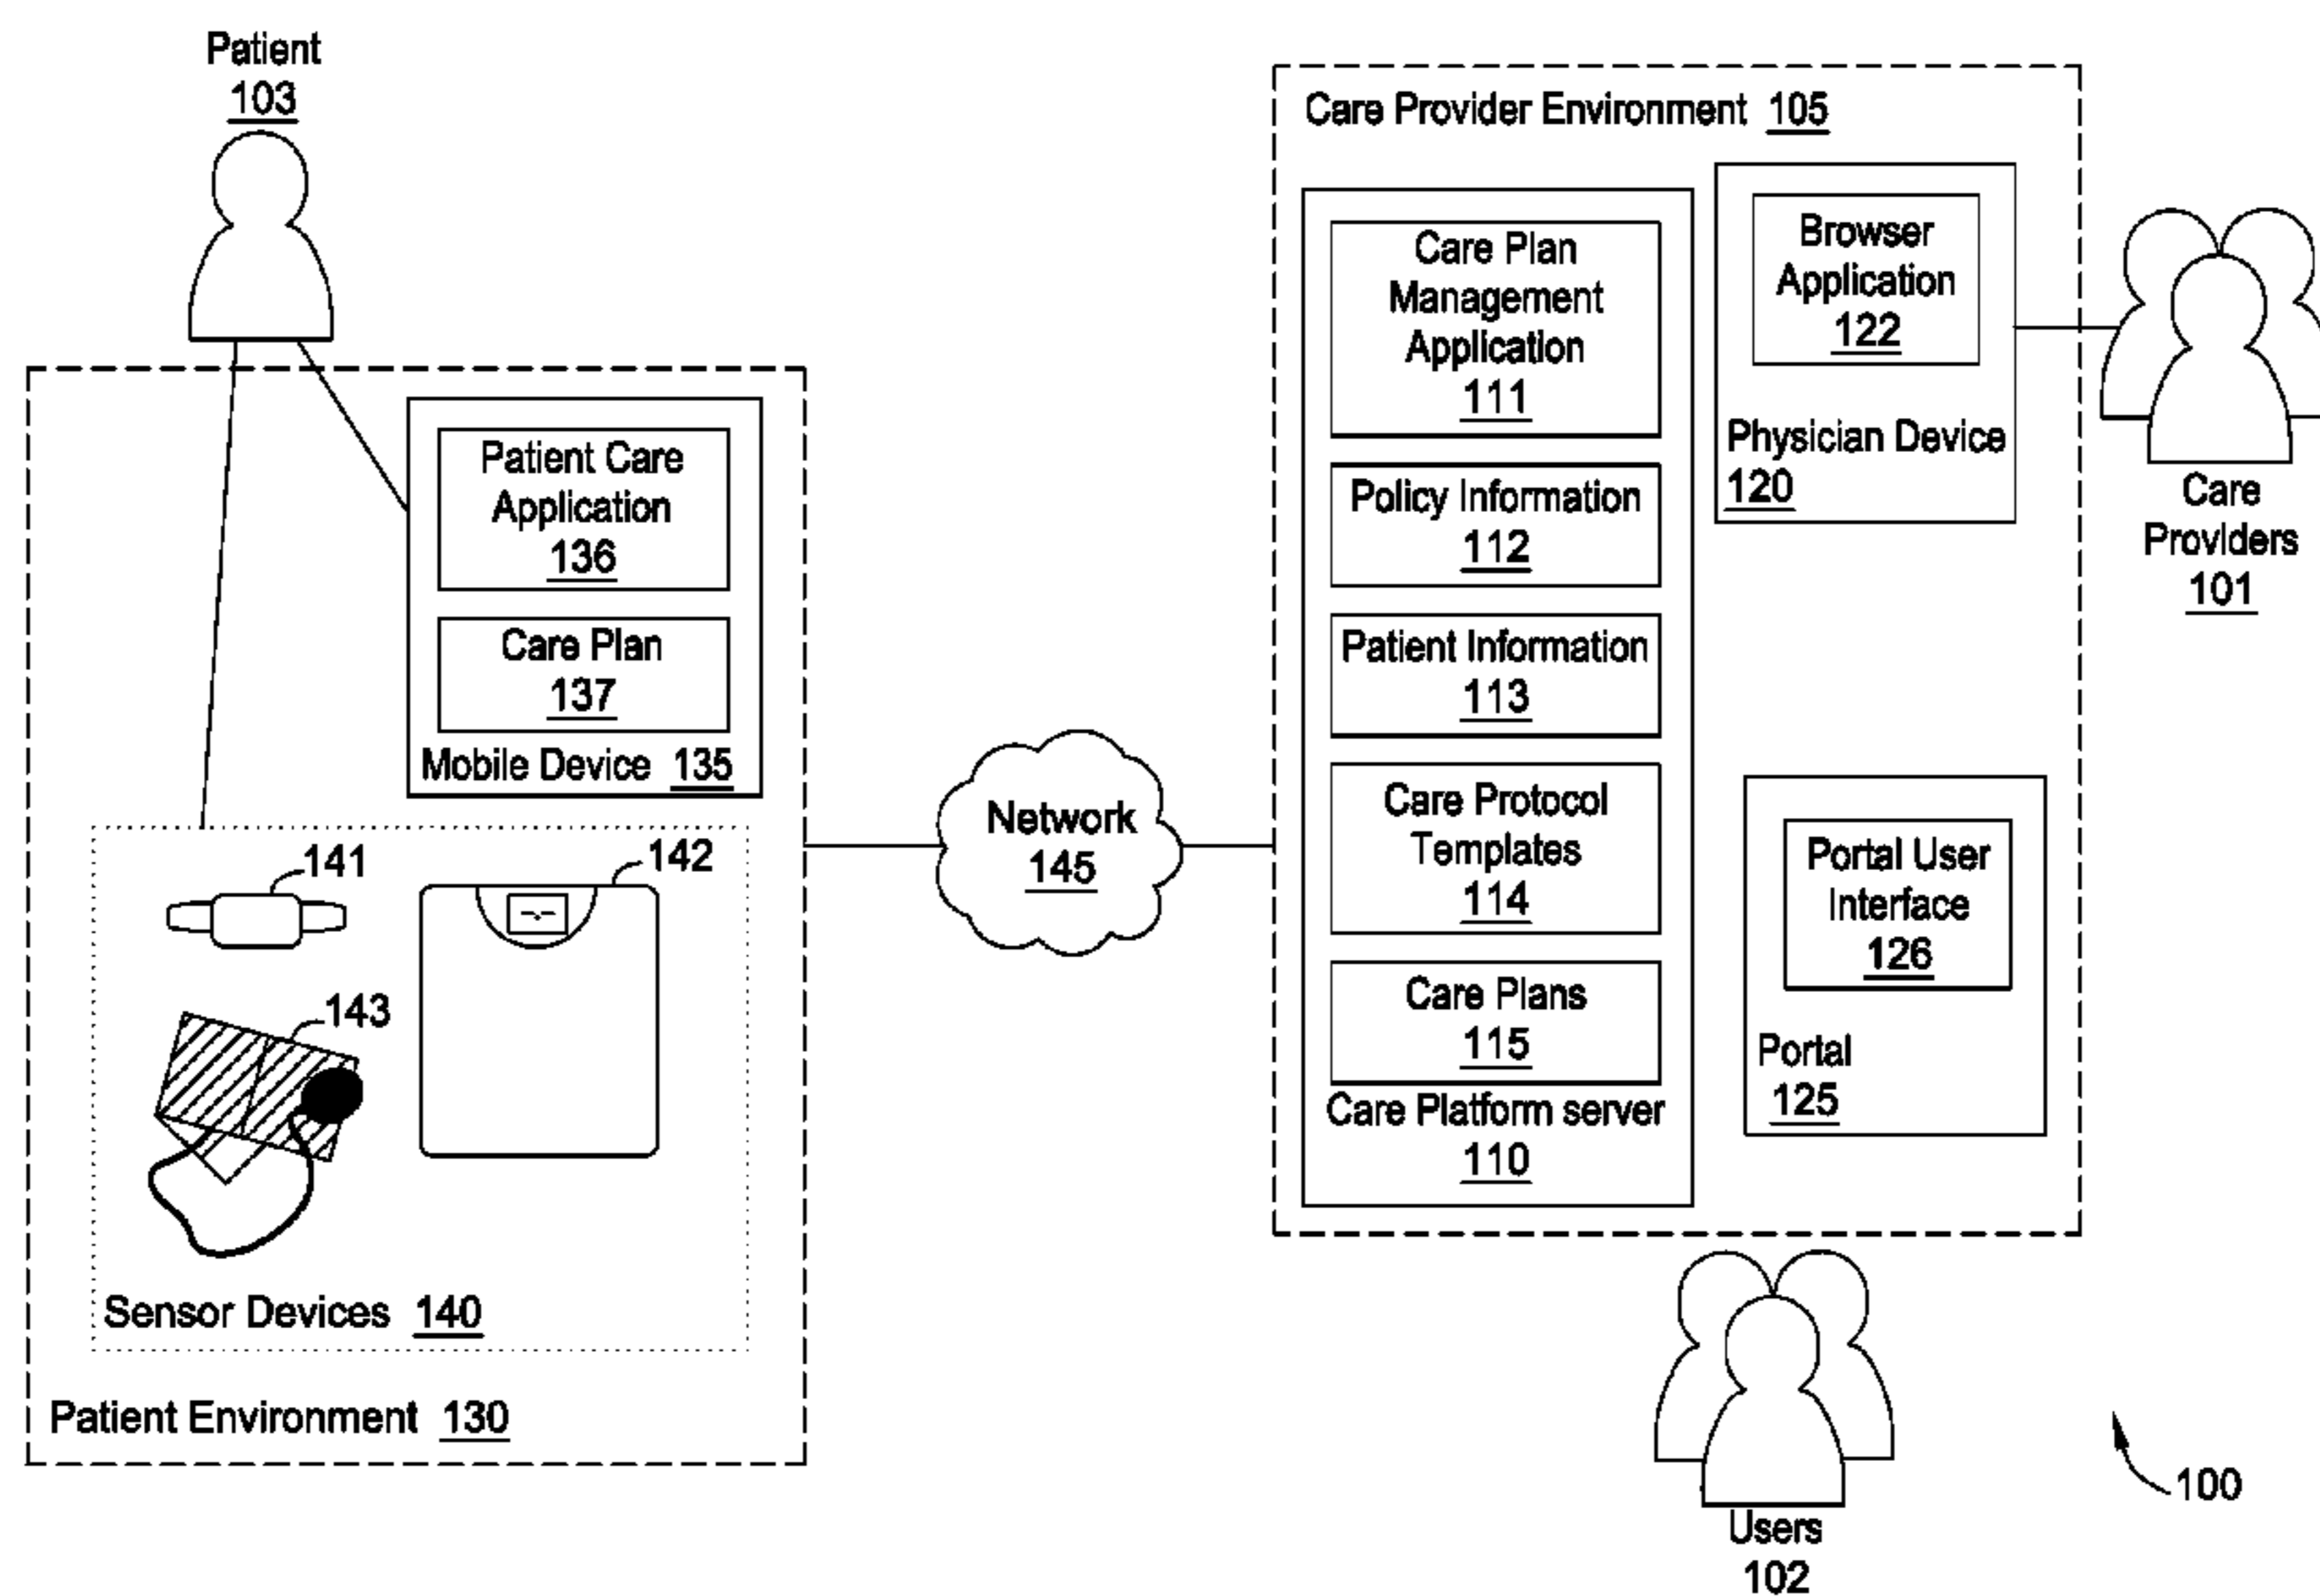 Patient
103
Care Provider Environment 105
Care Plan
Management
Application
111
Policy Information
112
Patient Information
113
Care Protocol
Templates
114
Care Plans
115
Care Platform server
110
Browser
Application
122
Physician Device
120
Care
Providers
101
Portal User
Interface
126
Portal
125
Patient Care
Application
136
Care Plan
137
Mobile Device 135
Network
145
141
142
143
Sensor Devices 140
Patient Environment 130
Users
102
100